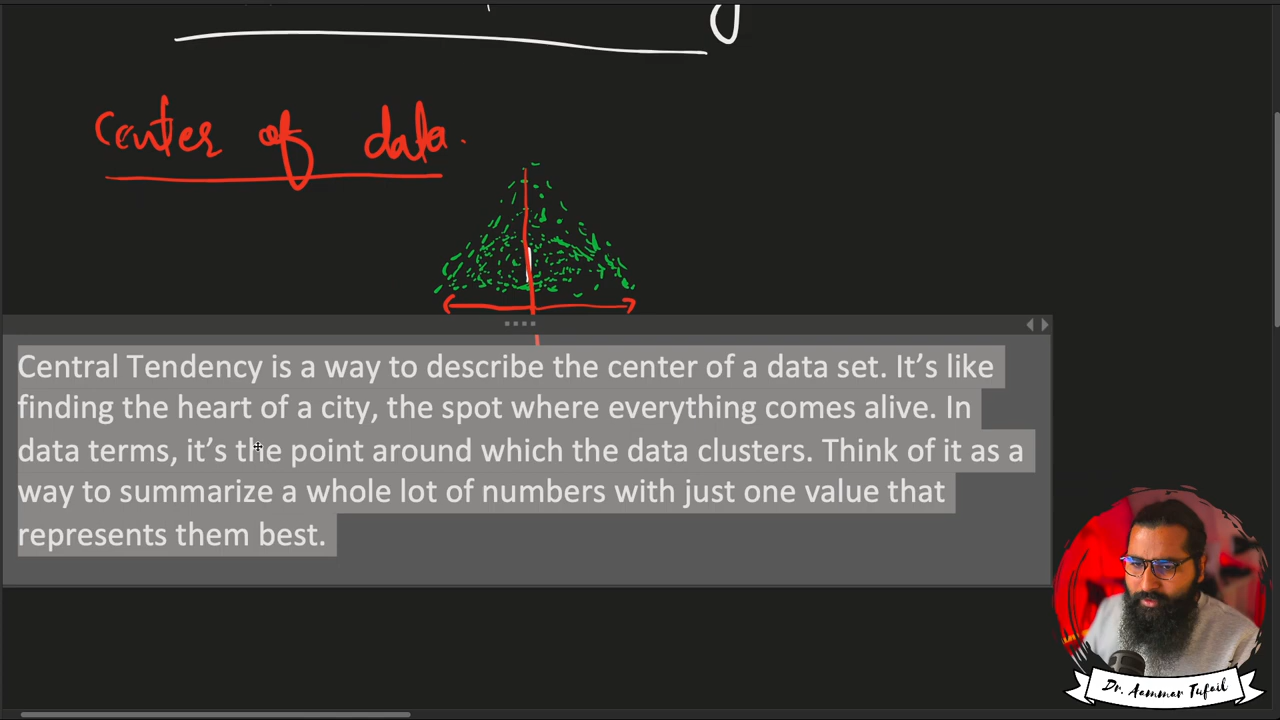 Center of data.
Central Tendency is a way to describe the center of a data set. It’s like
finding the heart of a city, the spot where everything comes alive. In
data terms, it’s the point around which the data clusters. Think of it as a
way to summarize a whole lot of numbers with just one value that
represents them best.
Dr. Aammar Tufail